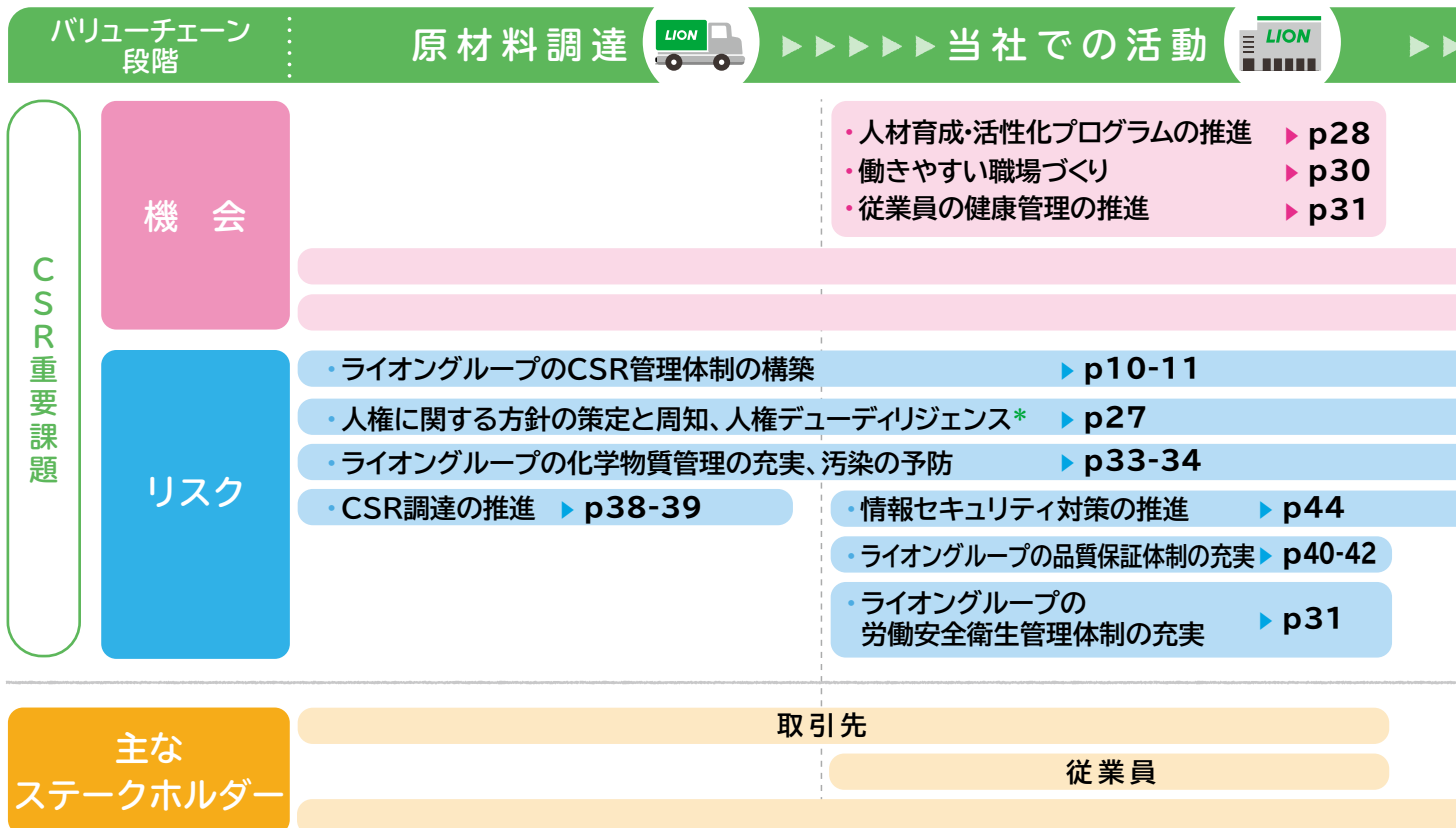 バリューチェーン
段階
原材料調達
LION
当社での活動
LION
CSR重要課題
機 会
・人材育成・活性化プログラムの推進 ▶ p28
・働きやすい職場づくり ▶ p30
・従業員の健康管理の推進 ▶ p31
リスク
・ライオングループのCSR管理体制の構築 ▶ p10-11
・人権に関する方針の策定と周知、人権デューディリジェンス* ▶ p27
・ライオングループの化学物質管理の充実、汚染の予防 ▶ p33-34
・CSR調達の推進 ▶ p38-39
・情報セキュリティ対策の推進 ▶ p44
・ライオングループの品質保証体制の充実 ▶ p40-42
・ライオングループの
労働安全衛生管理体制の充実 ▶ p31
主な
ステークホルダー
取引先
従業員